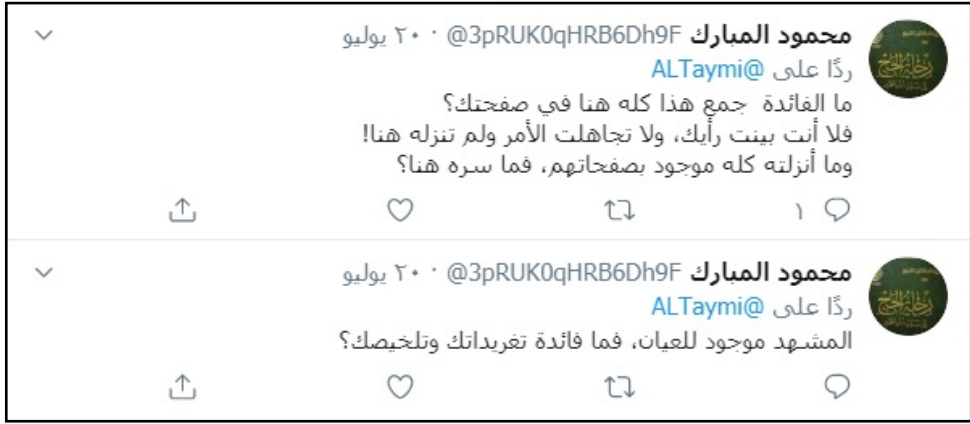 محمود المبارك @3pRUK0qHRB6Dh9F · ٢٠ يوليو
ردًا على @ALTaymi
ما الفائدة جمع هذا كله هنا في صفحتك؟
فلا أنت بينت رأيك، ولا تجاهلت الأمر ولم تنزله هنا!
وما أنزلته كله موجود بصفحاتهم، فما سره هنا؟
١
محمود المبارك @3pRUK0qHRB6Dh9F · ٢٠ يوليو
ردًا على @ALTaymi
المشهد موجود للعيان، فما فائدة تغريداتك وتلخيصك؟